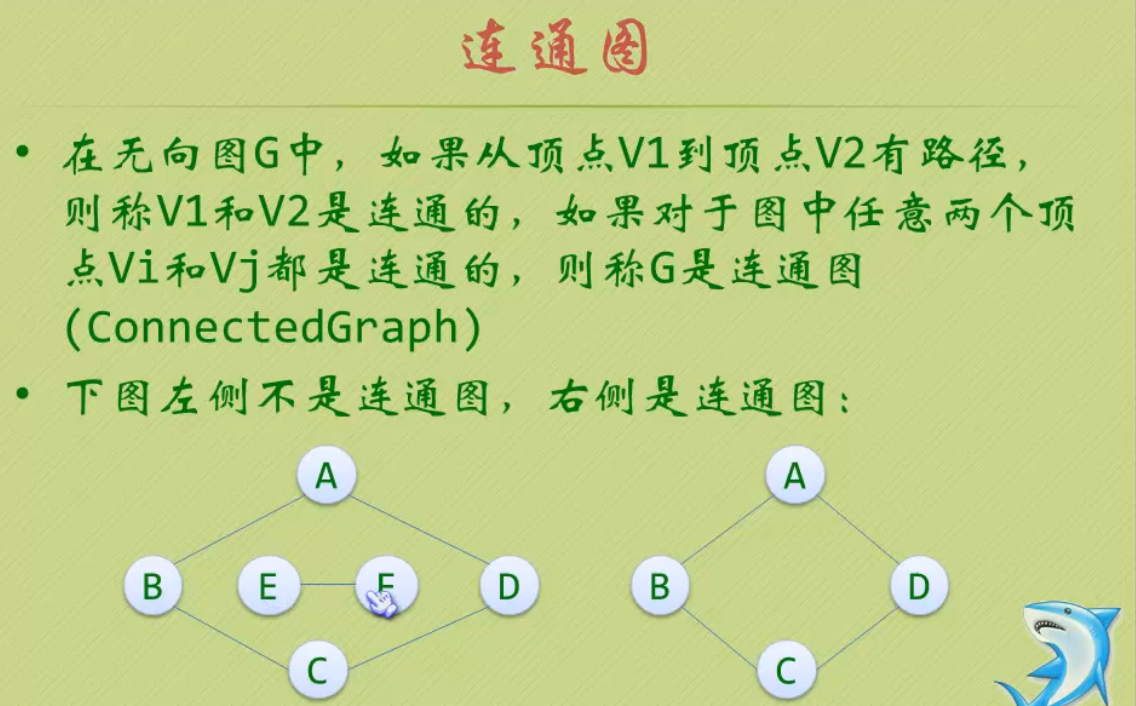 连通图
• 在无向图G中，如果从顶点V1到顶点V2有路径，
则称V1和V2是连通的，如果对于图中任意两个顶
点Vi和Vj都是连通的，则称G是连通图
(ConnectedGraph)
• 下图左侧不是连通图，右侧是连通图：
A A
B E D B D
C C